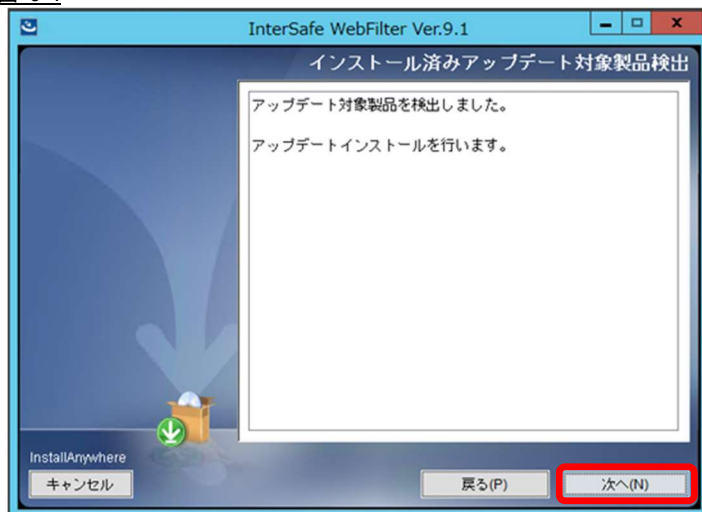 InterSafe WebFilter Ver.9.1
インストール済みアップデート対象製品検出
アップデート対象製品を検出しました。
アップデートインストールを行います。
InstallAnywhere
キャンセル
戻る(P)
次へ(N)